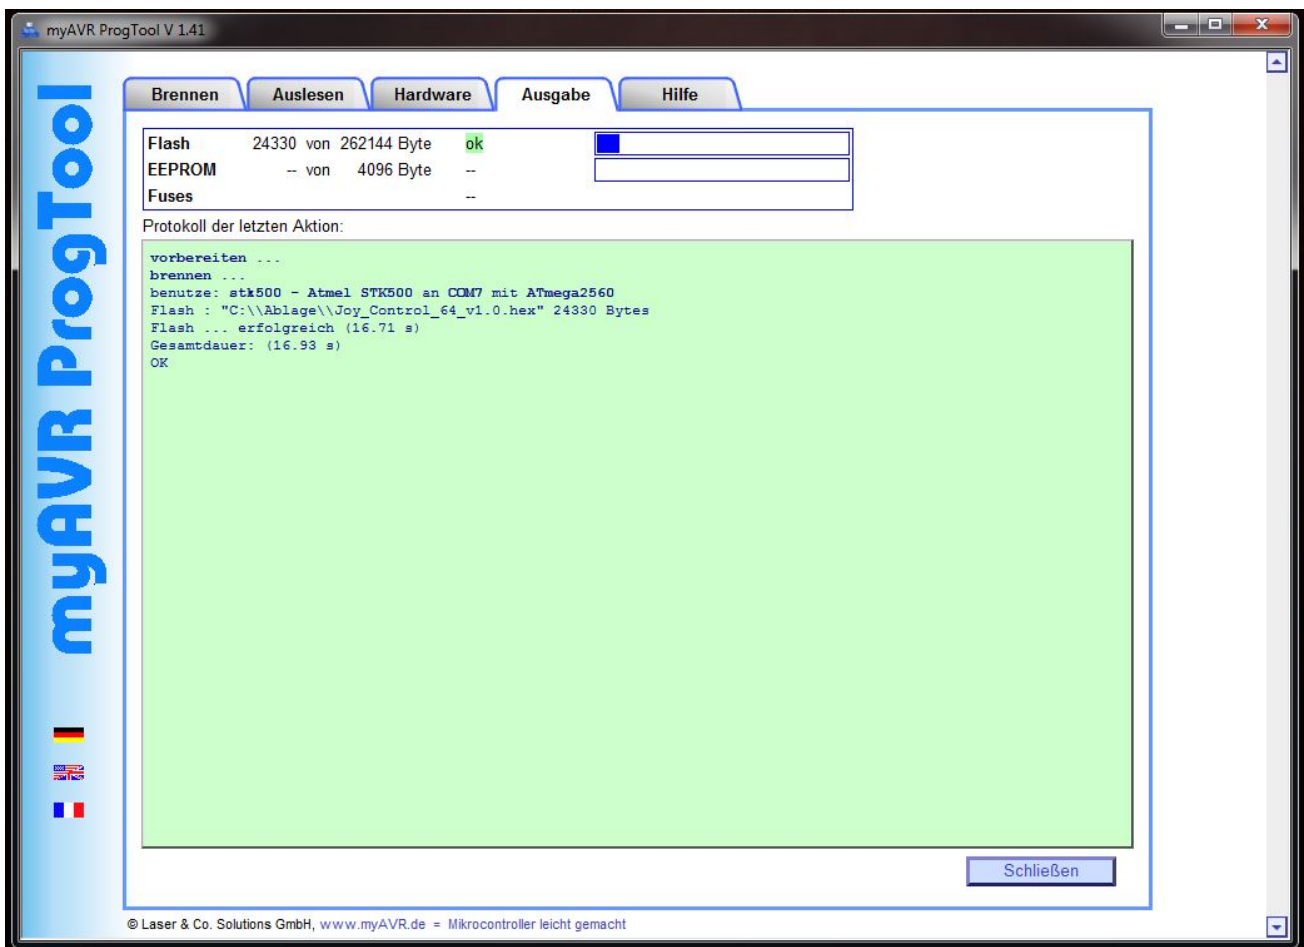 myAVR ProgTool V 1.41
myAVR ProgTool
Brennen Auslesen Hardware Ausgabe Hilfe
Flash 24330 von 262144 Byte ok
EEPROM -- von 4096 Byte --
Fuses --
Protokoll der letzten Aktion:
vorbereiten ...
brennen ...
benutze: stk500 - Atmel STK500 an COM7 mit ATmega2560
Flash : "C:\\Ablage\\Joy_Control_64_v1.0.hex" 24330 Bytes
Flash ... erfolgreich (16.71 s)
Gesamtdauer: (16.93 s)
OK
Schließen
© Laser & Co. Solutions GmbH, www.myAVR.de = Mikrocontroller leicht gemacht